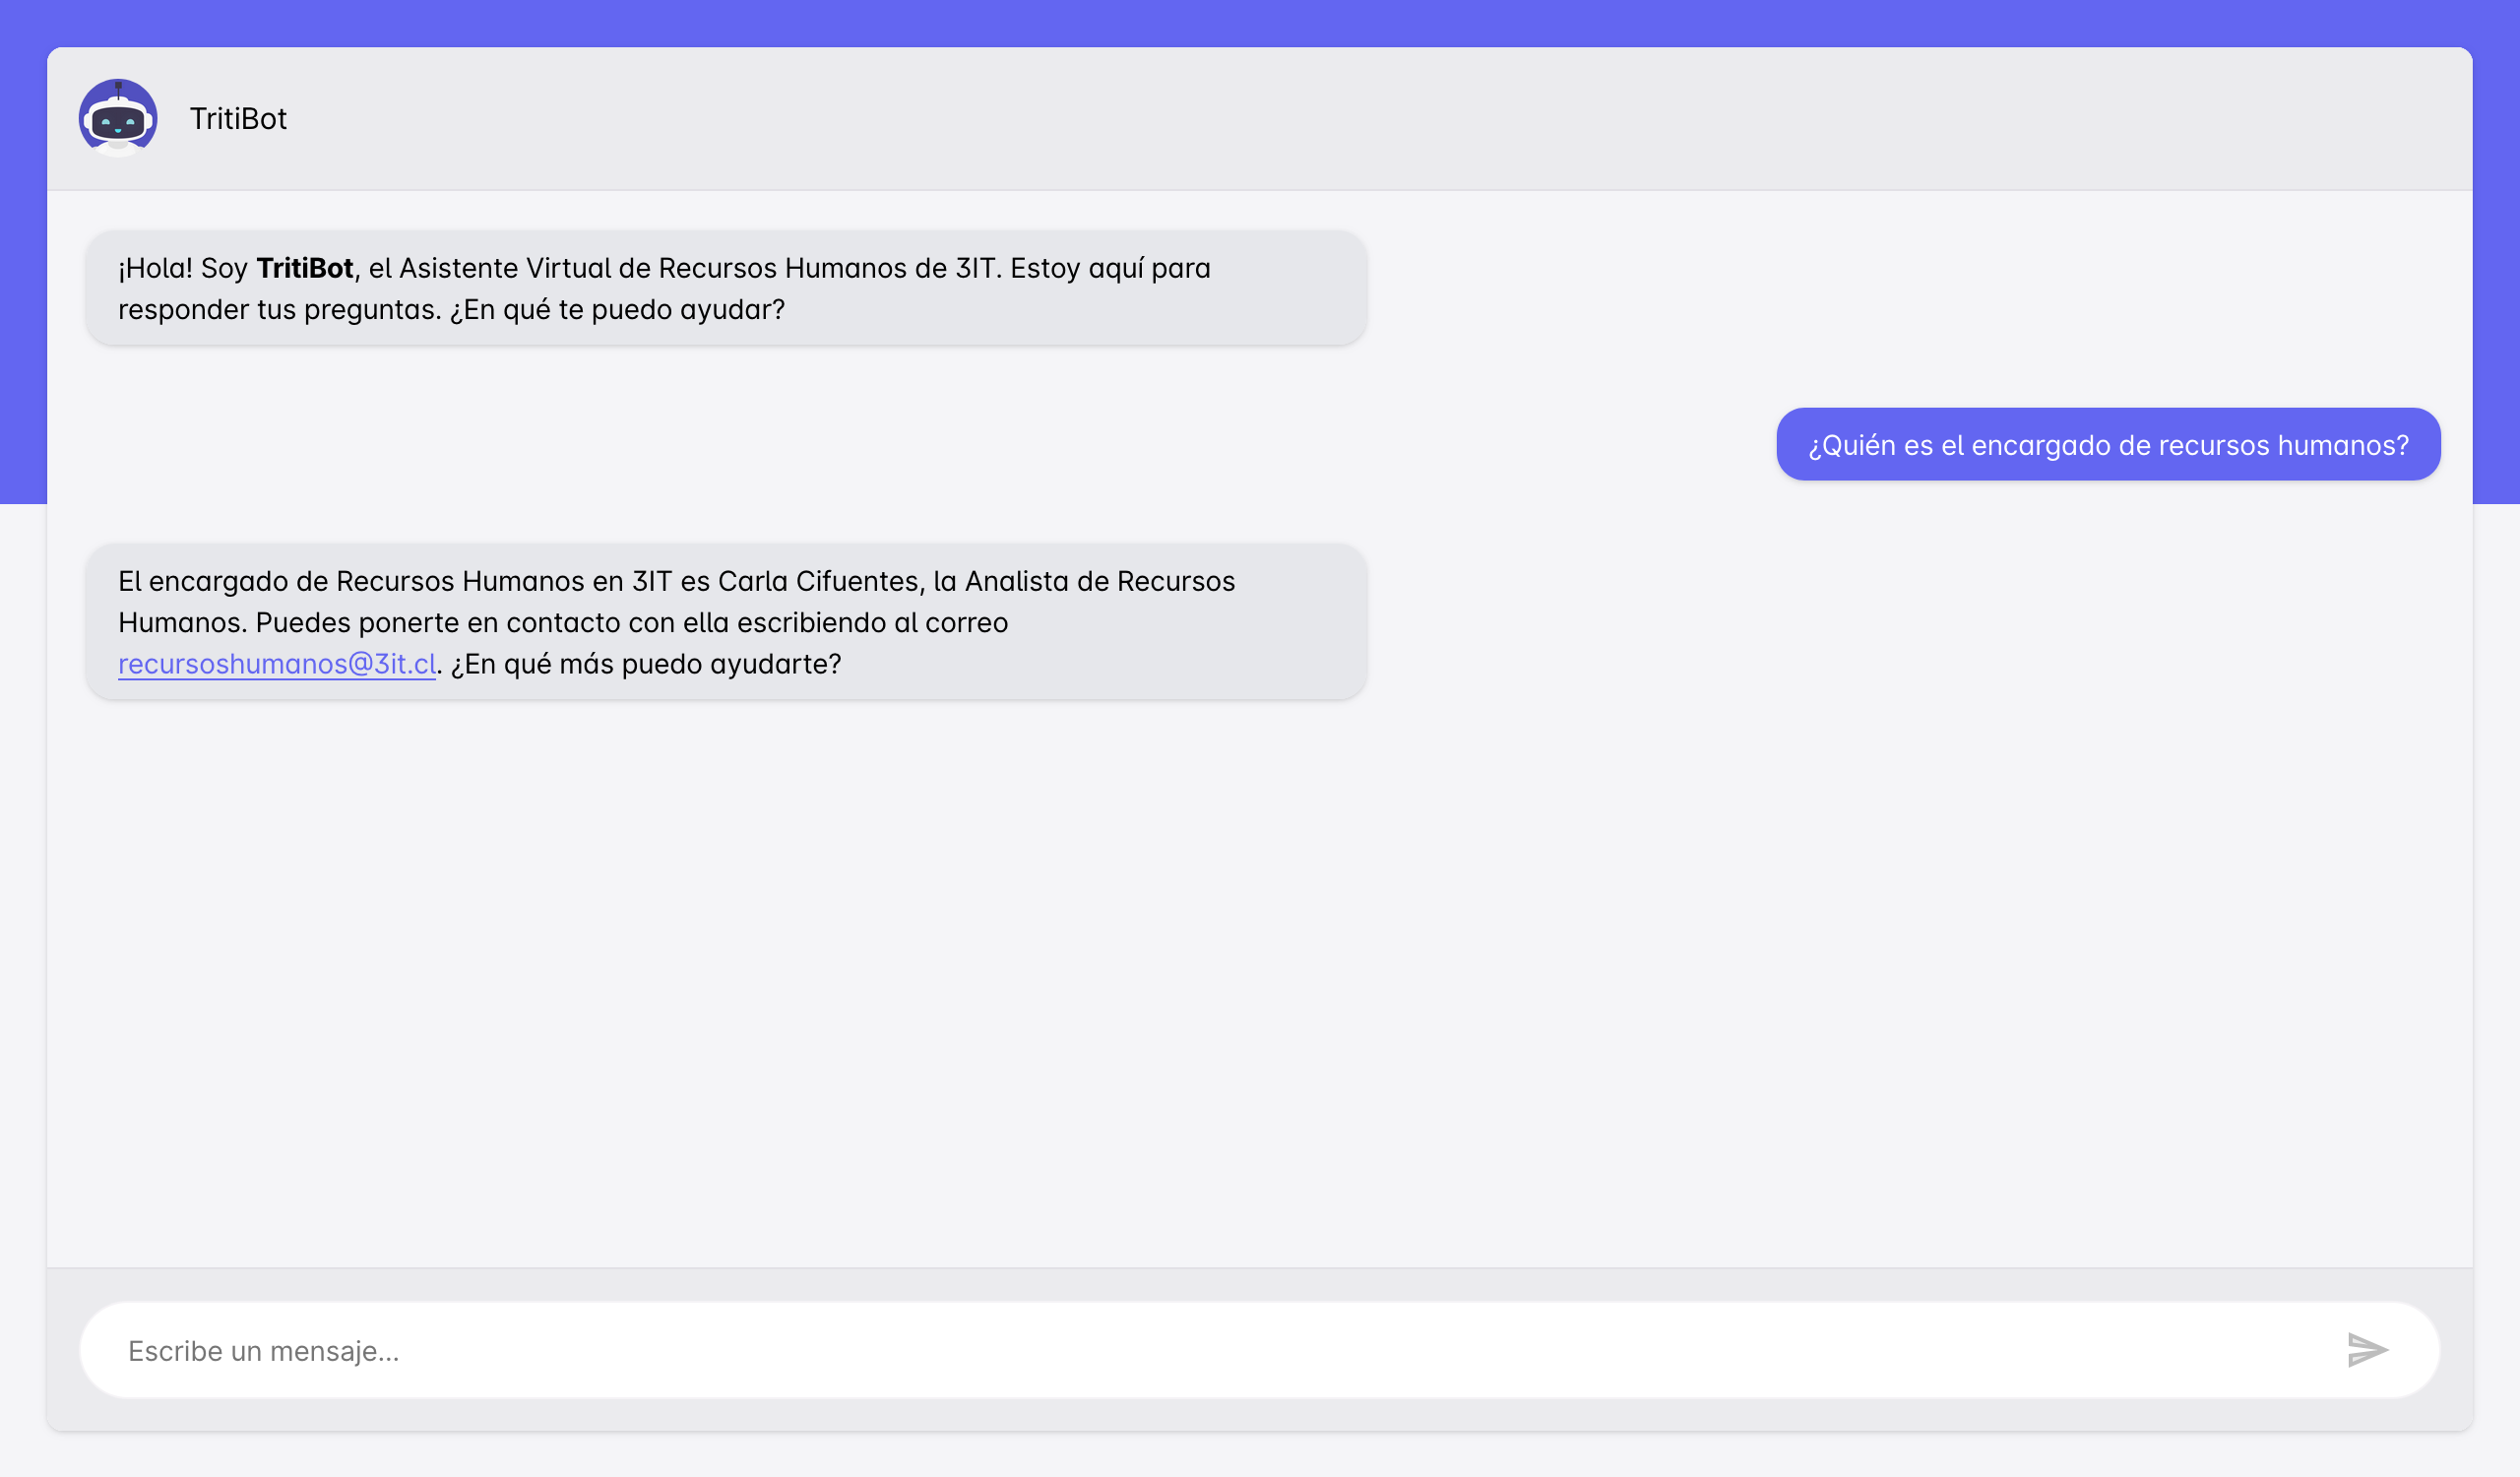 TritiBot
¡Hola! Soy TritiBot, el Asistente Virtual de Recursos Humanos de 3IT. Estoy aquí para
responder tus preguntas. ¿En qué te puedo ayudar?
¿Quién es el encargado de recursos humanos?
El encargado de Recursos Humanos en 3IT es Carla Cifuentes, la Analista de Recursos
Humanos. Puedes ponerte en contacto con ella escribiendo al correo
recursoshumanos@3it.cl. ¿En qué más puedo ayudarte?
Escribe un mensaje...